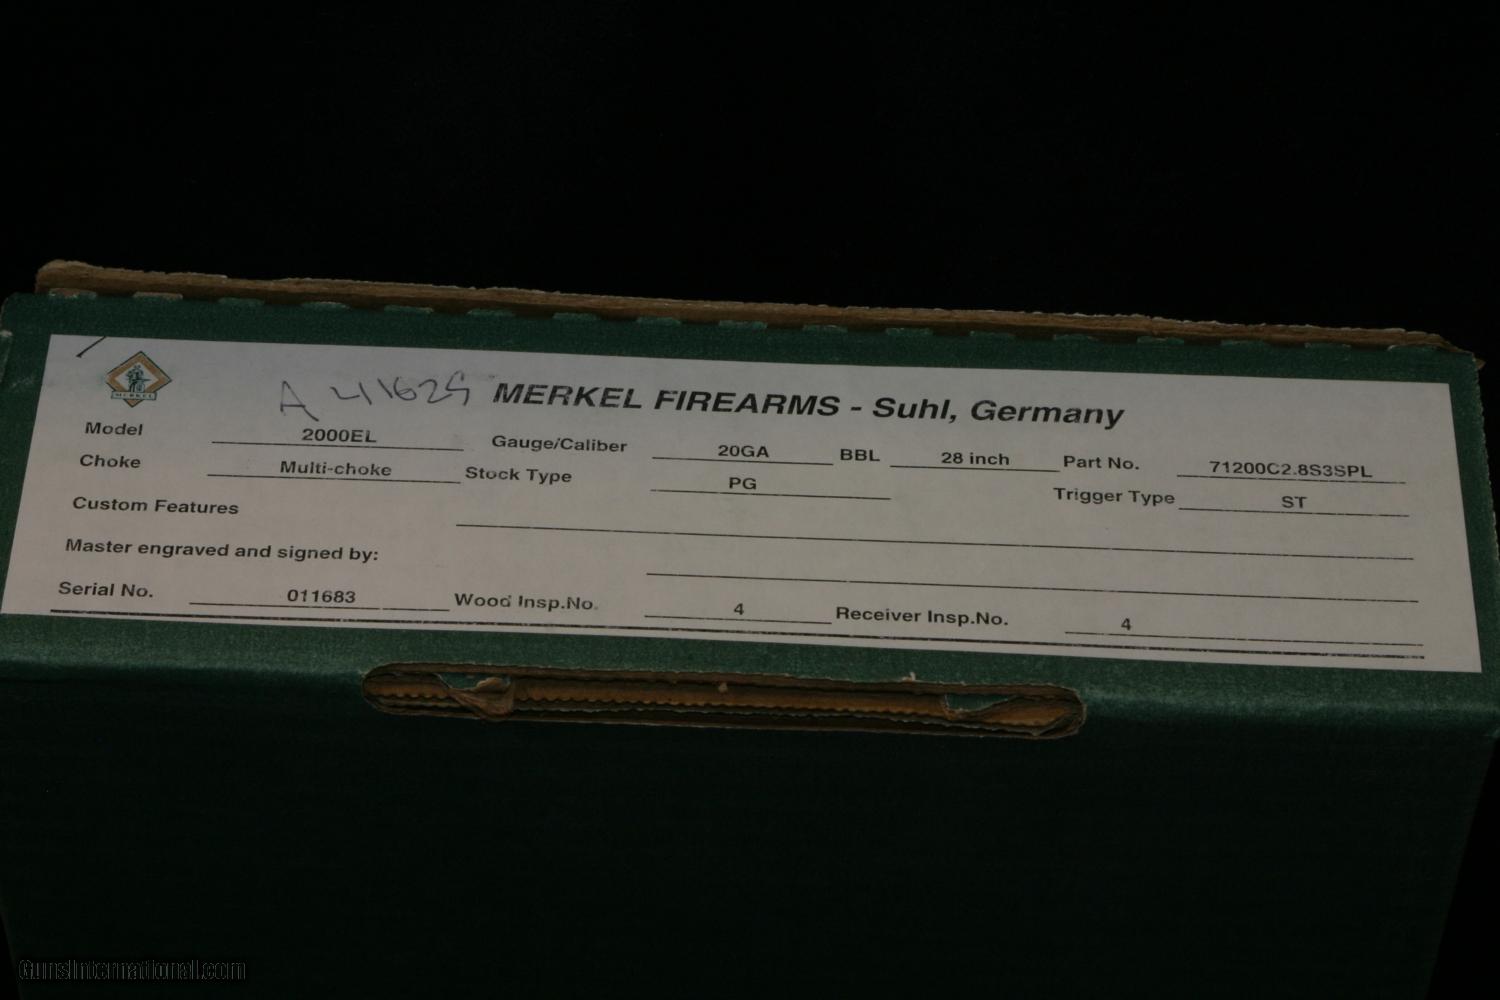 MERKEL
A 41629 MERKEL FIREARMS - Suhl, Germany
Model 2000EL Gauge/Caliber 20GA BBL 28 inch Part No. 71200C2.8S3SPL
Choke Multi-choke Stock Type PG Trigger Type ST
Custom Features
Master engraved and signed by:
Serial No. 011683 Wood Insp.No. 4 Receiver Insp.No. 4
GunsInternational.com